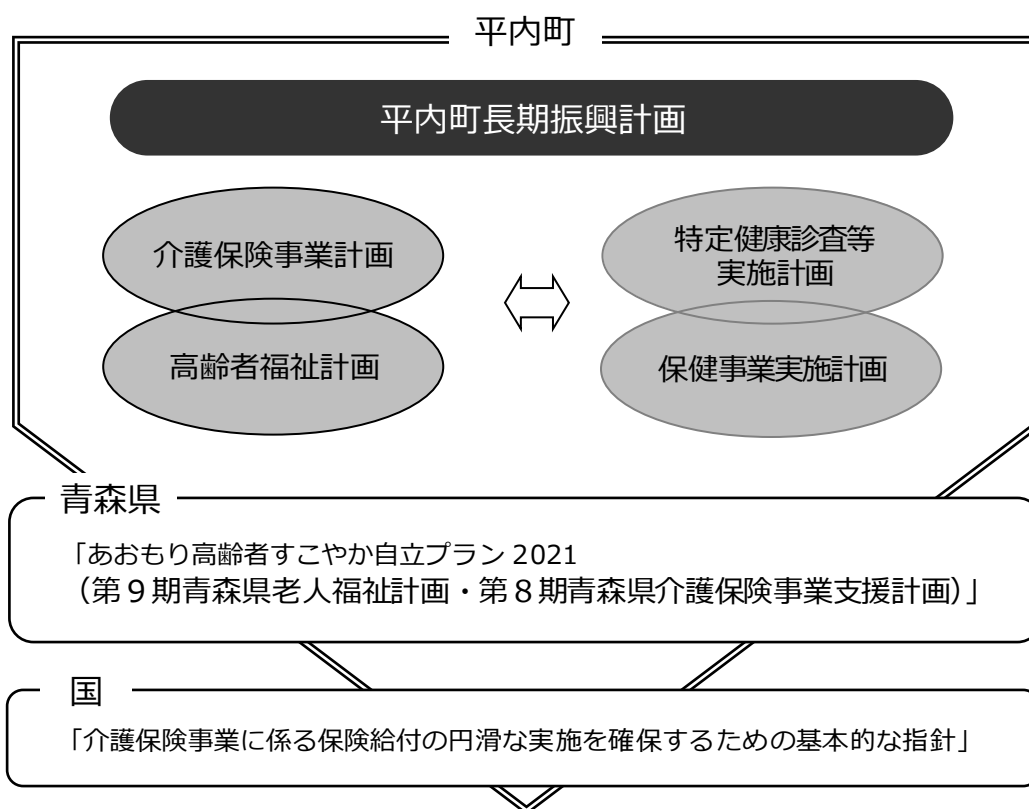 平内町
平内町長期振興計画
介護保険事業計画
高齢者福祉計画
特定健康診査等
実施計画
保健事業実施計画
青森県
「あおもり高齢者すこやか自立プラン 2021
（第９期青森県老人福祉計画・第８期青森県介護保険事業支援計画）」
国
「介護保険事業に係る保険給付の円滑な実施を確保するための基本的な指針」